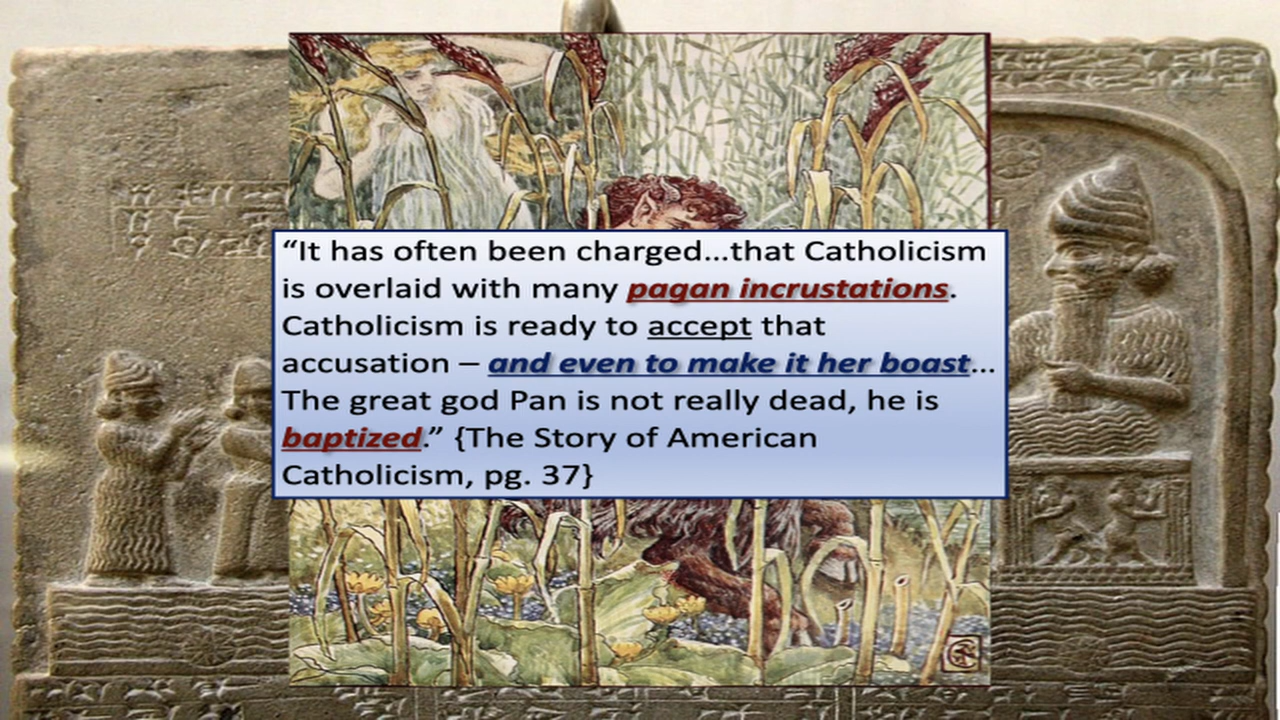 “It has often been charged...that Catholicism
is overlaid with many pagan incrustations.
Catholicism is ready to accept that
accusation – and even to make it her boast...
The great god Pan is not really dead, he is
baptized.” {The Story of American
Catholicism, pg. 37}